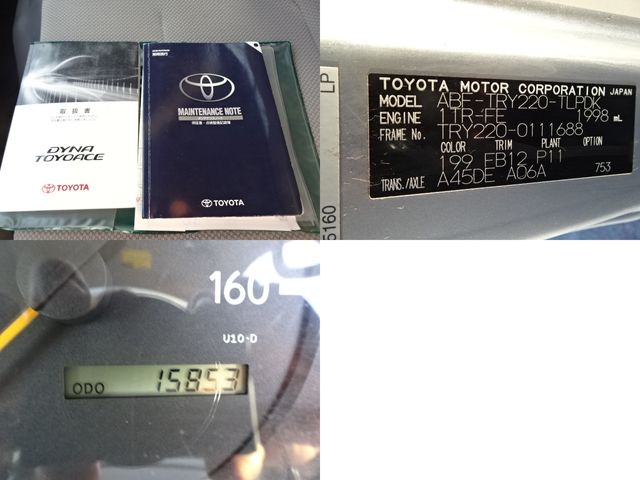 取扱書
DYNA
TOYOACE
TOYOTA
MAINTENANCE NOTE
TOYOTA
LP
5160
TOYOTA MOTOR CORPORATION JAPAN
MODEL ABF-TRY220-TLPDK
ENGINE 1TR-FE 1998 mL
FRAME No. TRY220-0111688
COLOR TRIM PLANT OPTION
199 FB12 P11
TRANS./AXLE A45DE A06A 753
160
U10-D
ODO 15853